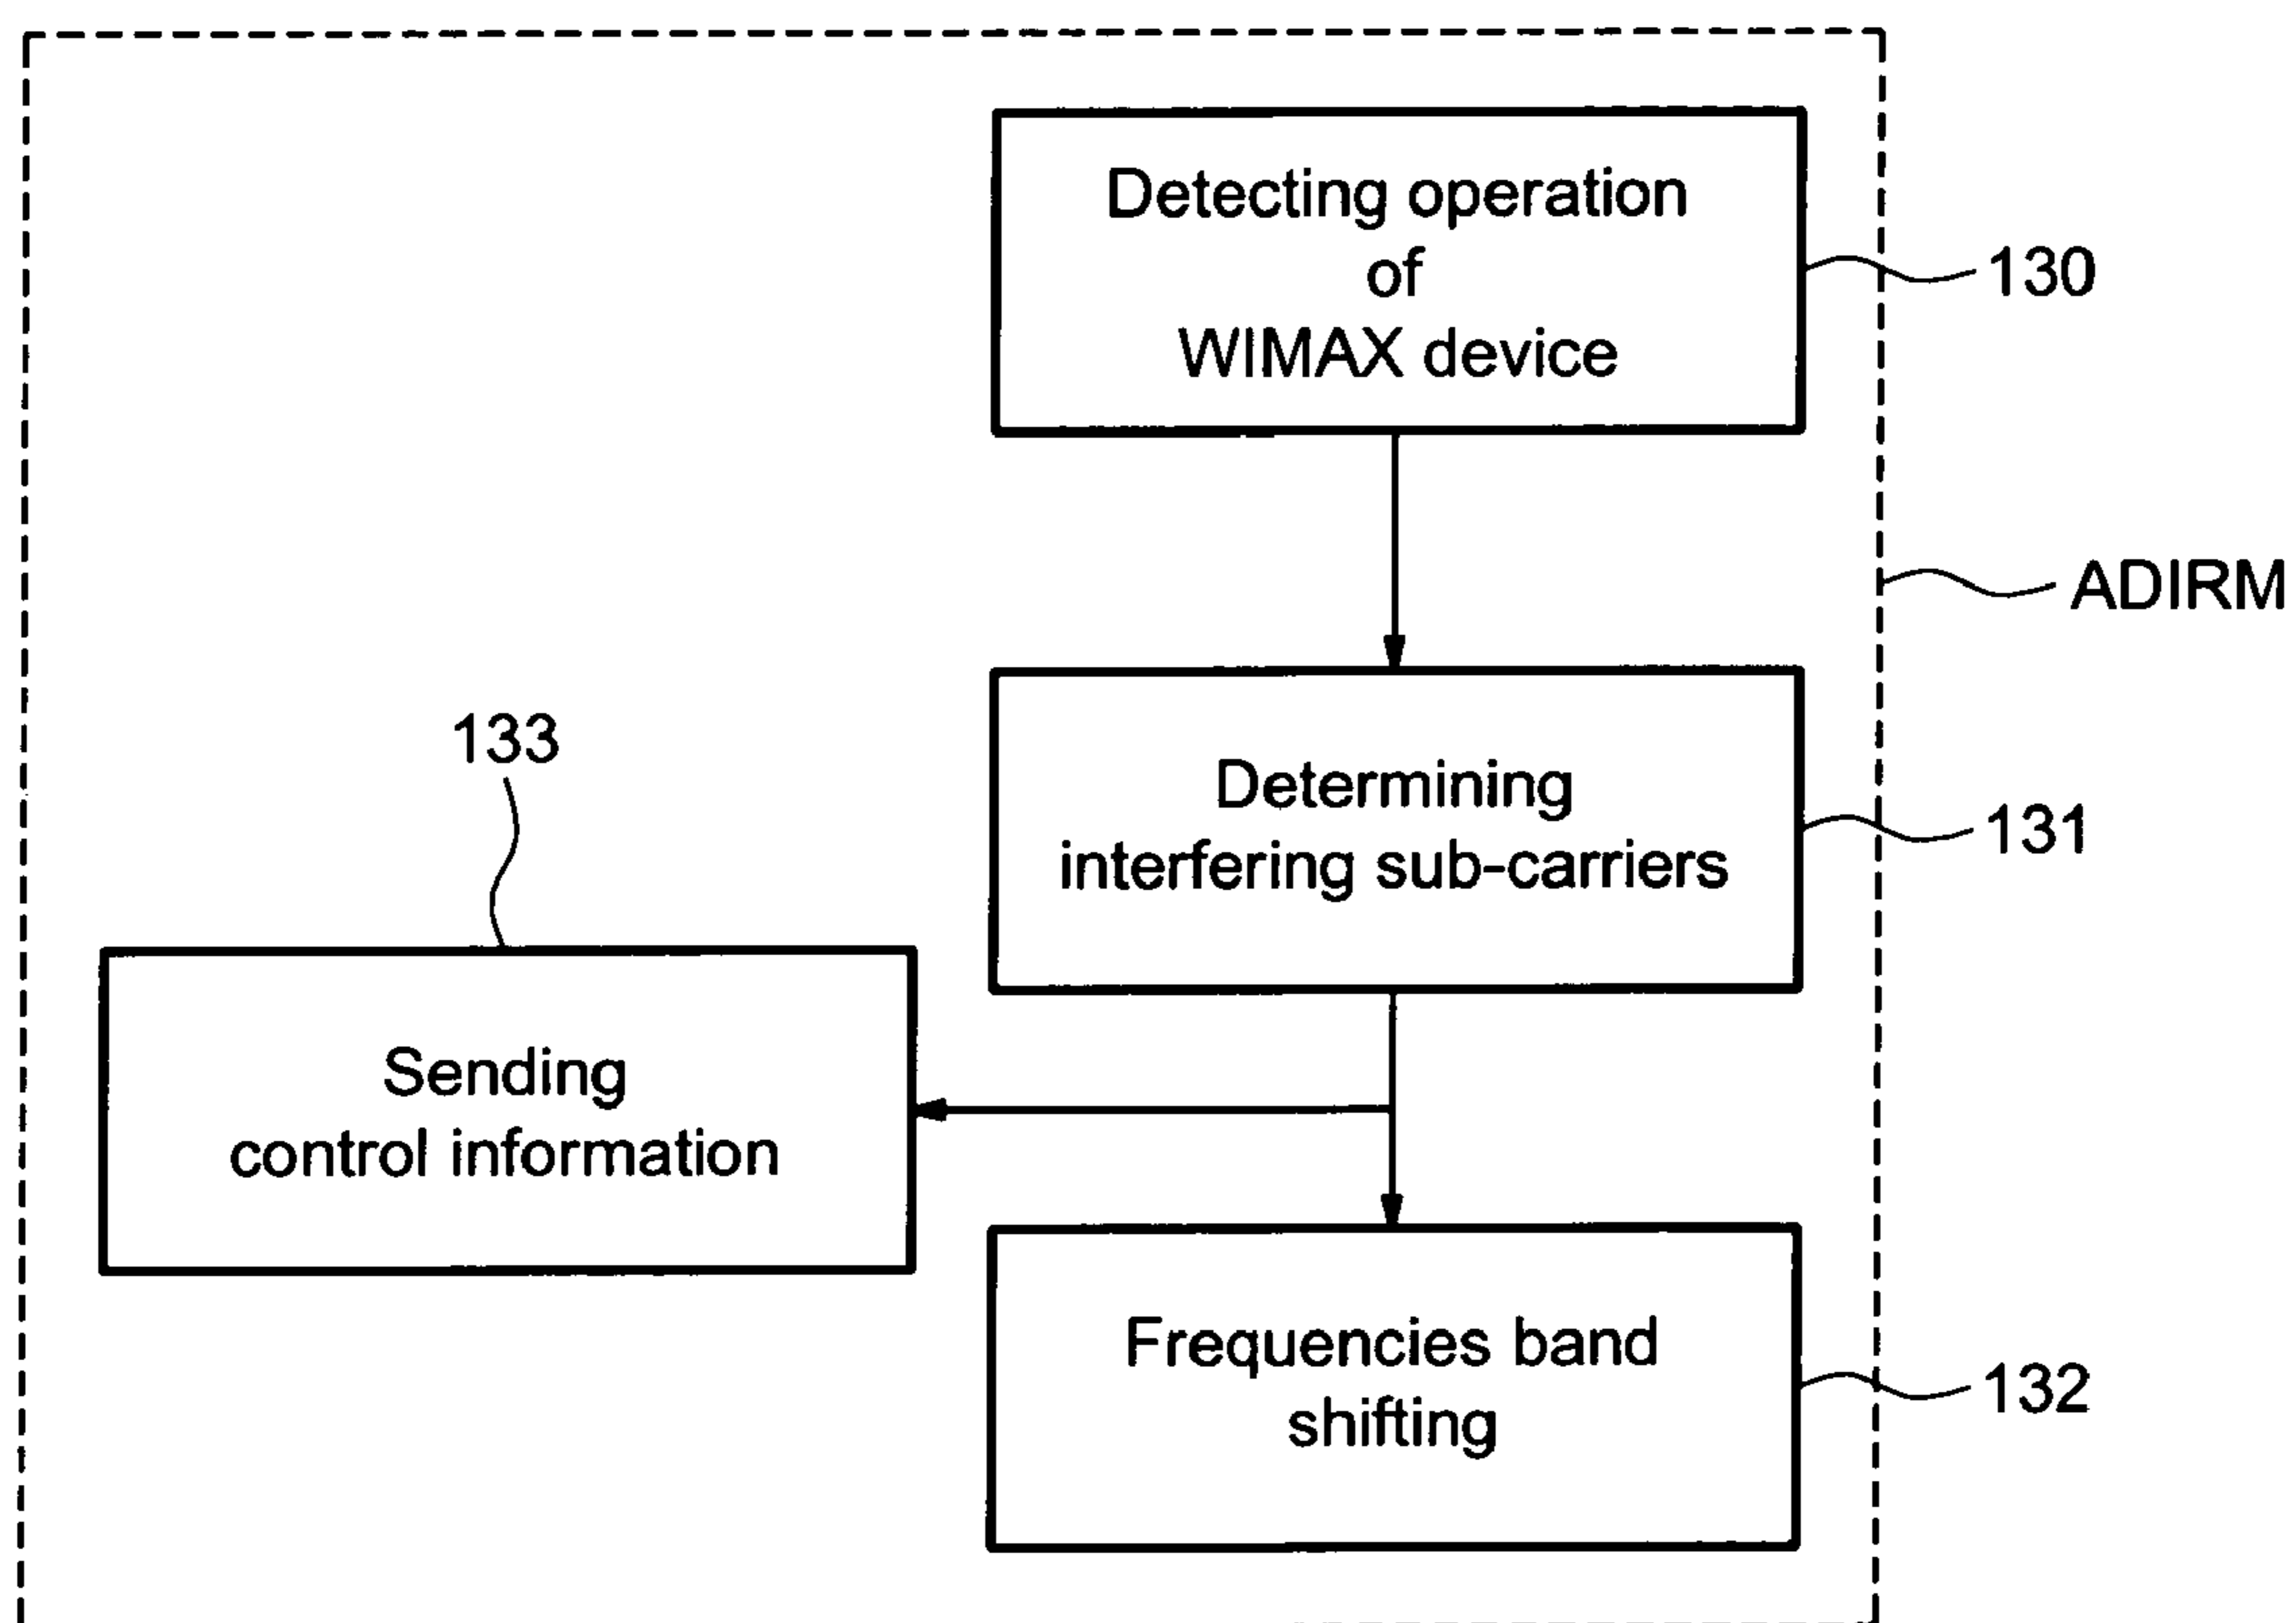 Detecting operation
of
WIMAX device
130
ADIRM
Determining
interfering sub-carriers
131
133
Sending
control information
Frequencies band
shifting
132